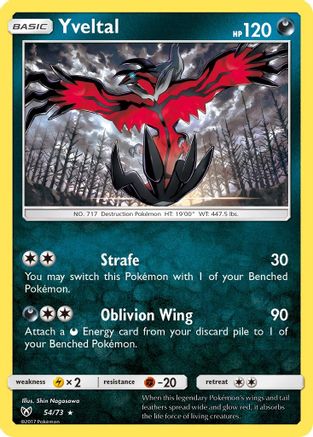 BASIC Yveltal HP 120
NO. 717 Destruction Pokémon HT: 19'00" WT: 447.5 lbs.
Strafe 30
You may switch this Pokémon with 1 of your Benched
Pokémon.
Oblivion Wing 90
Attach a Energy card from your discard pile to 1 of
your Benched Pokémon.
weakness × 2 resistance -20 retreat
Illus. Shin Nagasawa
54/73 ★
©2017 Pokémon
When this legendary Pokémon's wings and tail
feathers spread wide and glow red, it absorbs
the life force of living creatures.